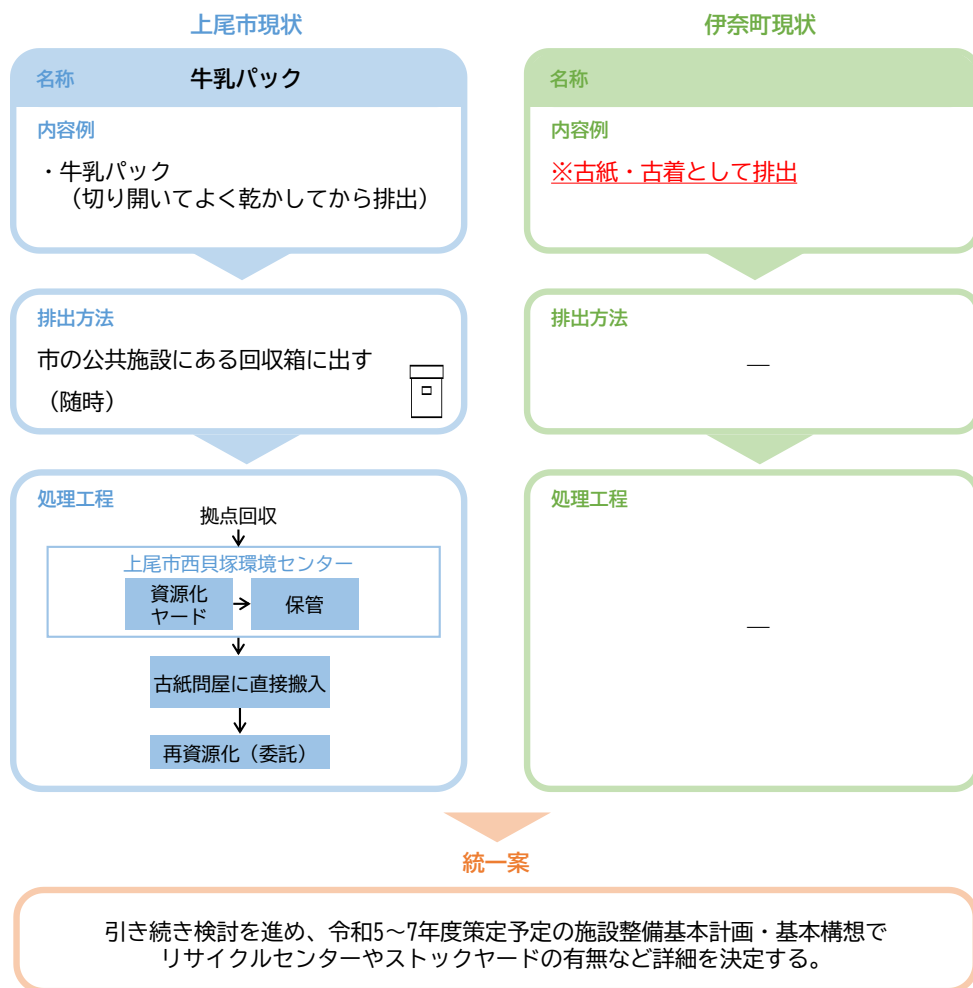 上尾市現状
名称 牛乳パック
内容例
・牛乳パック
（切り開いてよく乾かしてから排出）
排出方法
市の公共施設にある回収箱に出す
（随時）
処理工程
拠点回収
上尾市西貝塚環境センター
資源化
ヤード
保管
古紙問屋に直接搬入
再資源化（委託）
伊奈町現状
名称
内容例
※古紙・古着として排出
排出方法
―
処理工程
―
統一案
引き続き検討を進め、令和5～7年度策定予定の施設整備基本計画・基本構想で
リサイクルセンターやストックヤードの有無など詳細を決定する。